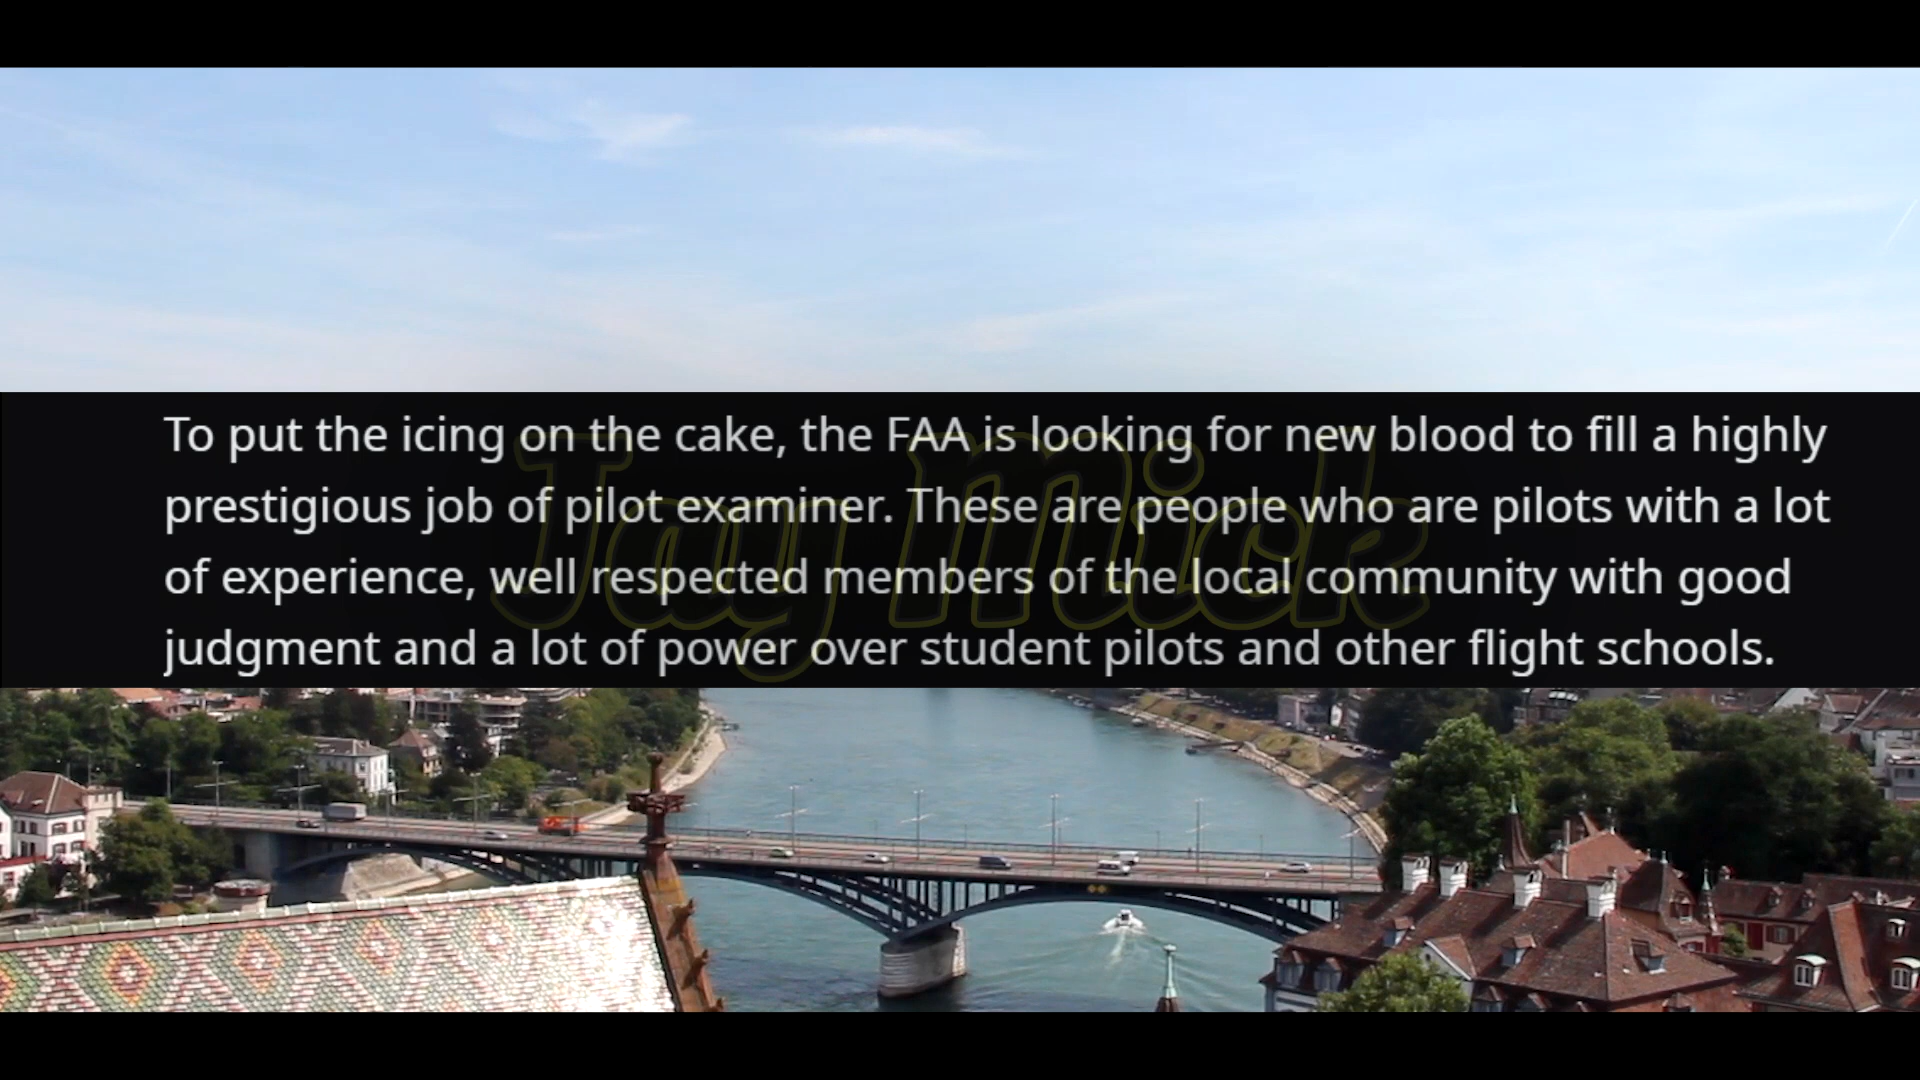 To put the icing on the cake, the FAA is looking for new blood to fill a highly
prestigious job of pilot examiner. These are people who are pilots with a lot
of experience, well respected members of the local community with good
judgment and a lot of power over student pilots and other flight schools.
Jay Mick